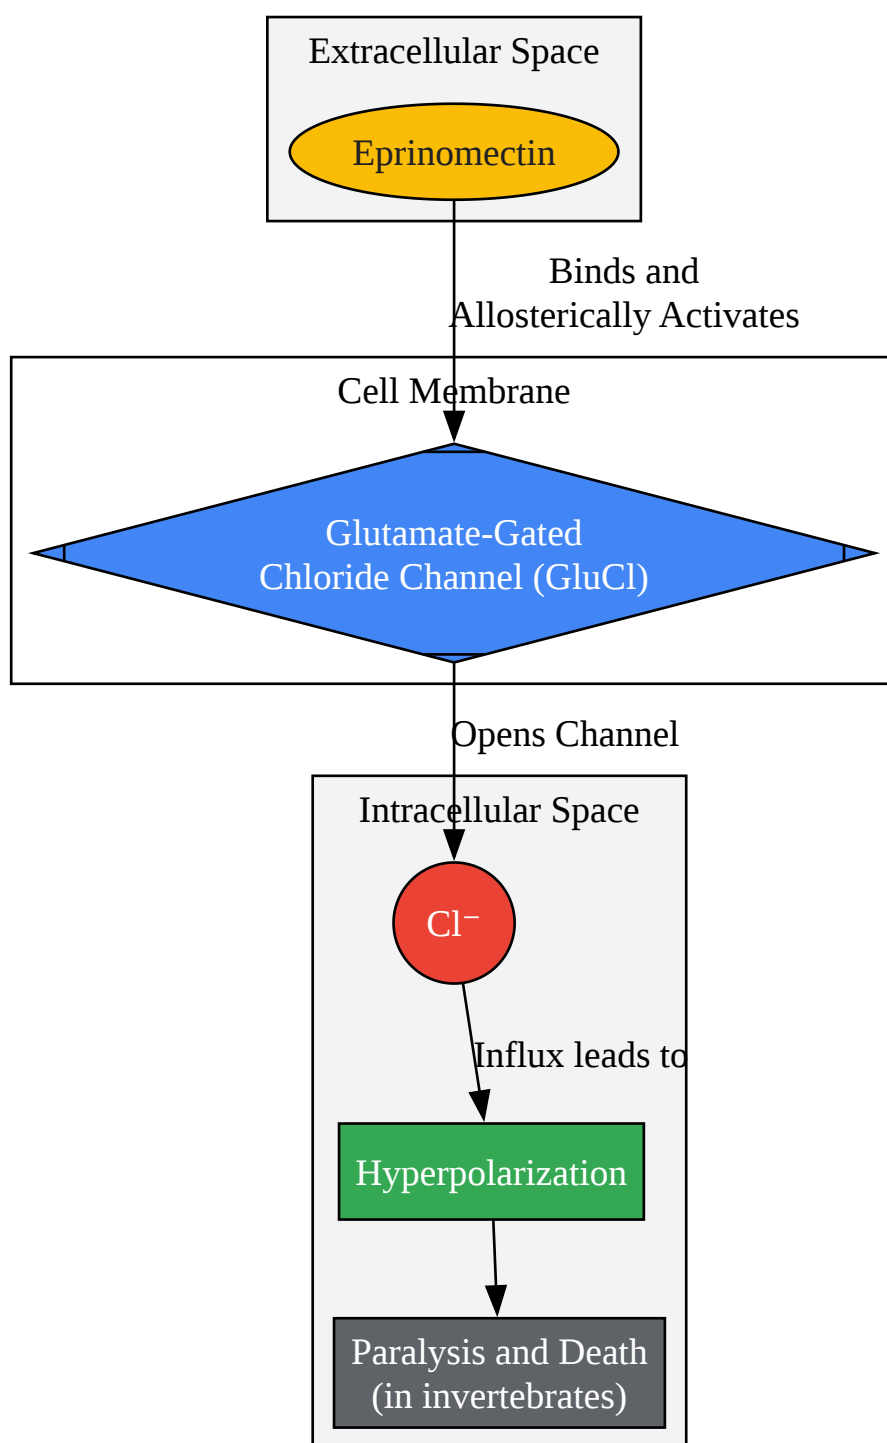 Extracellular Space
Eprinomectin
Binds and
Allosterically Activates
Cell Membrane
Glutamate-Gated
Chloride Channel (GluCl)
Opens Channel
Intracellular Space
Cl⁻
Influx leads to
Hyperpolarization
Paralysis and Death
(in invertebrates)